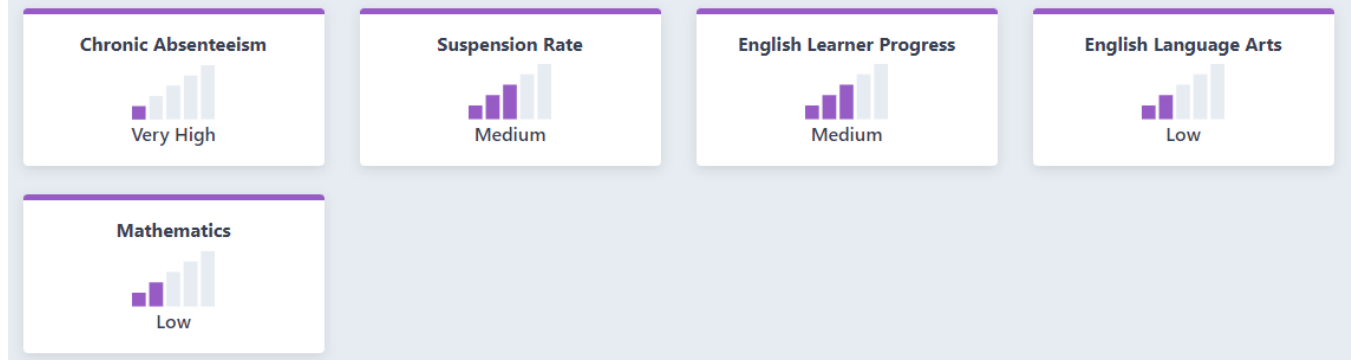 Chronic Absenteeism
Very High
Suspension Rate
Medium
English Learner Progress
Medium
English Language Arts
Low
Mathematics
Low